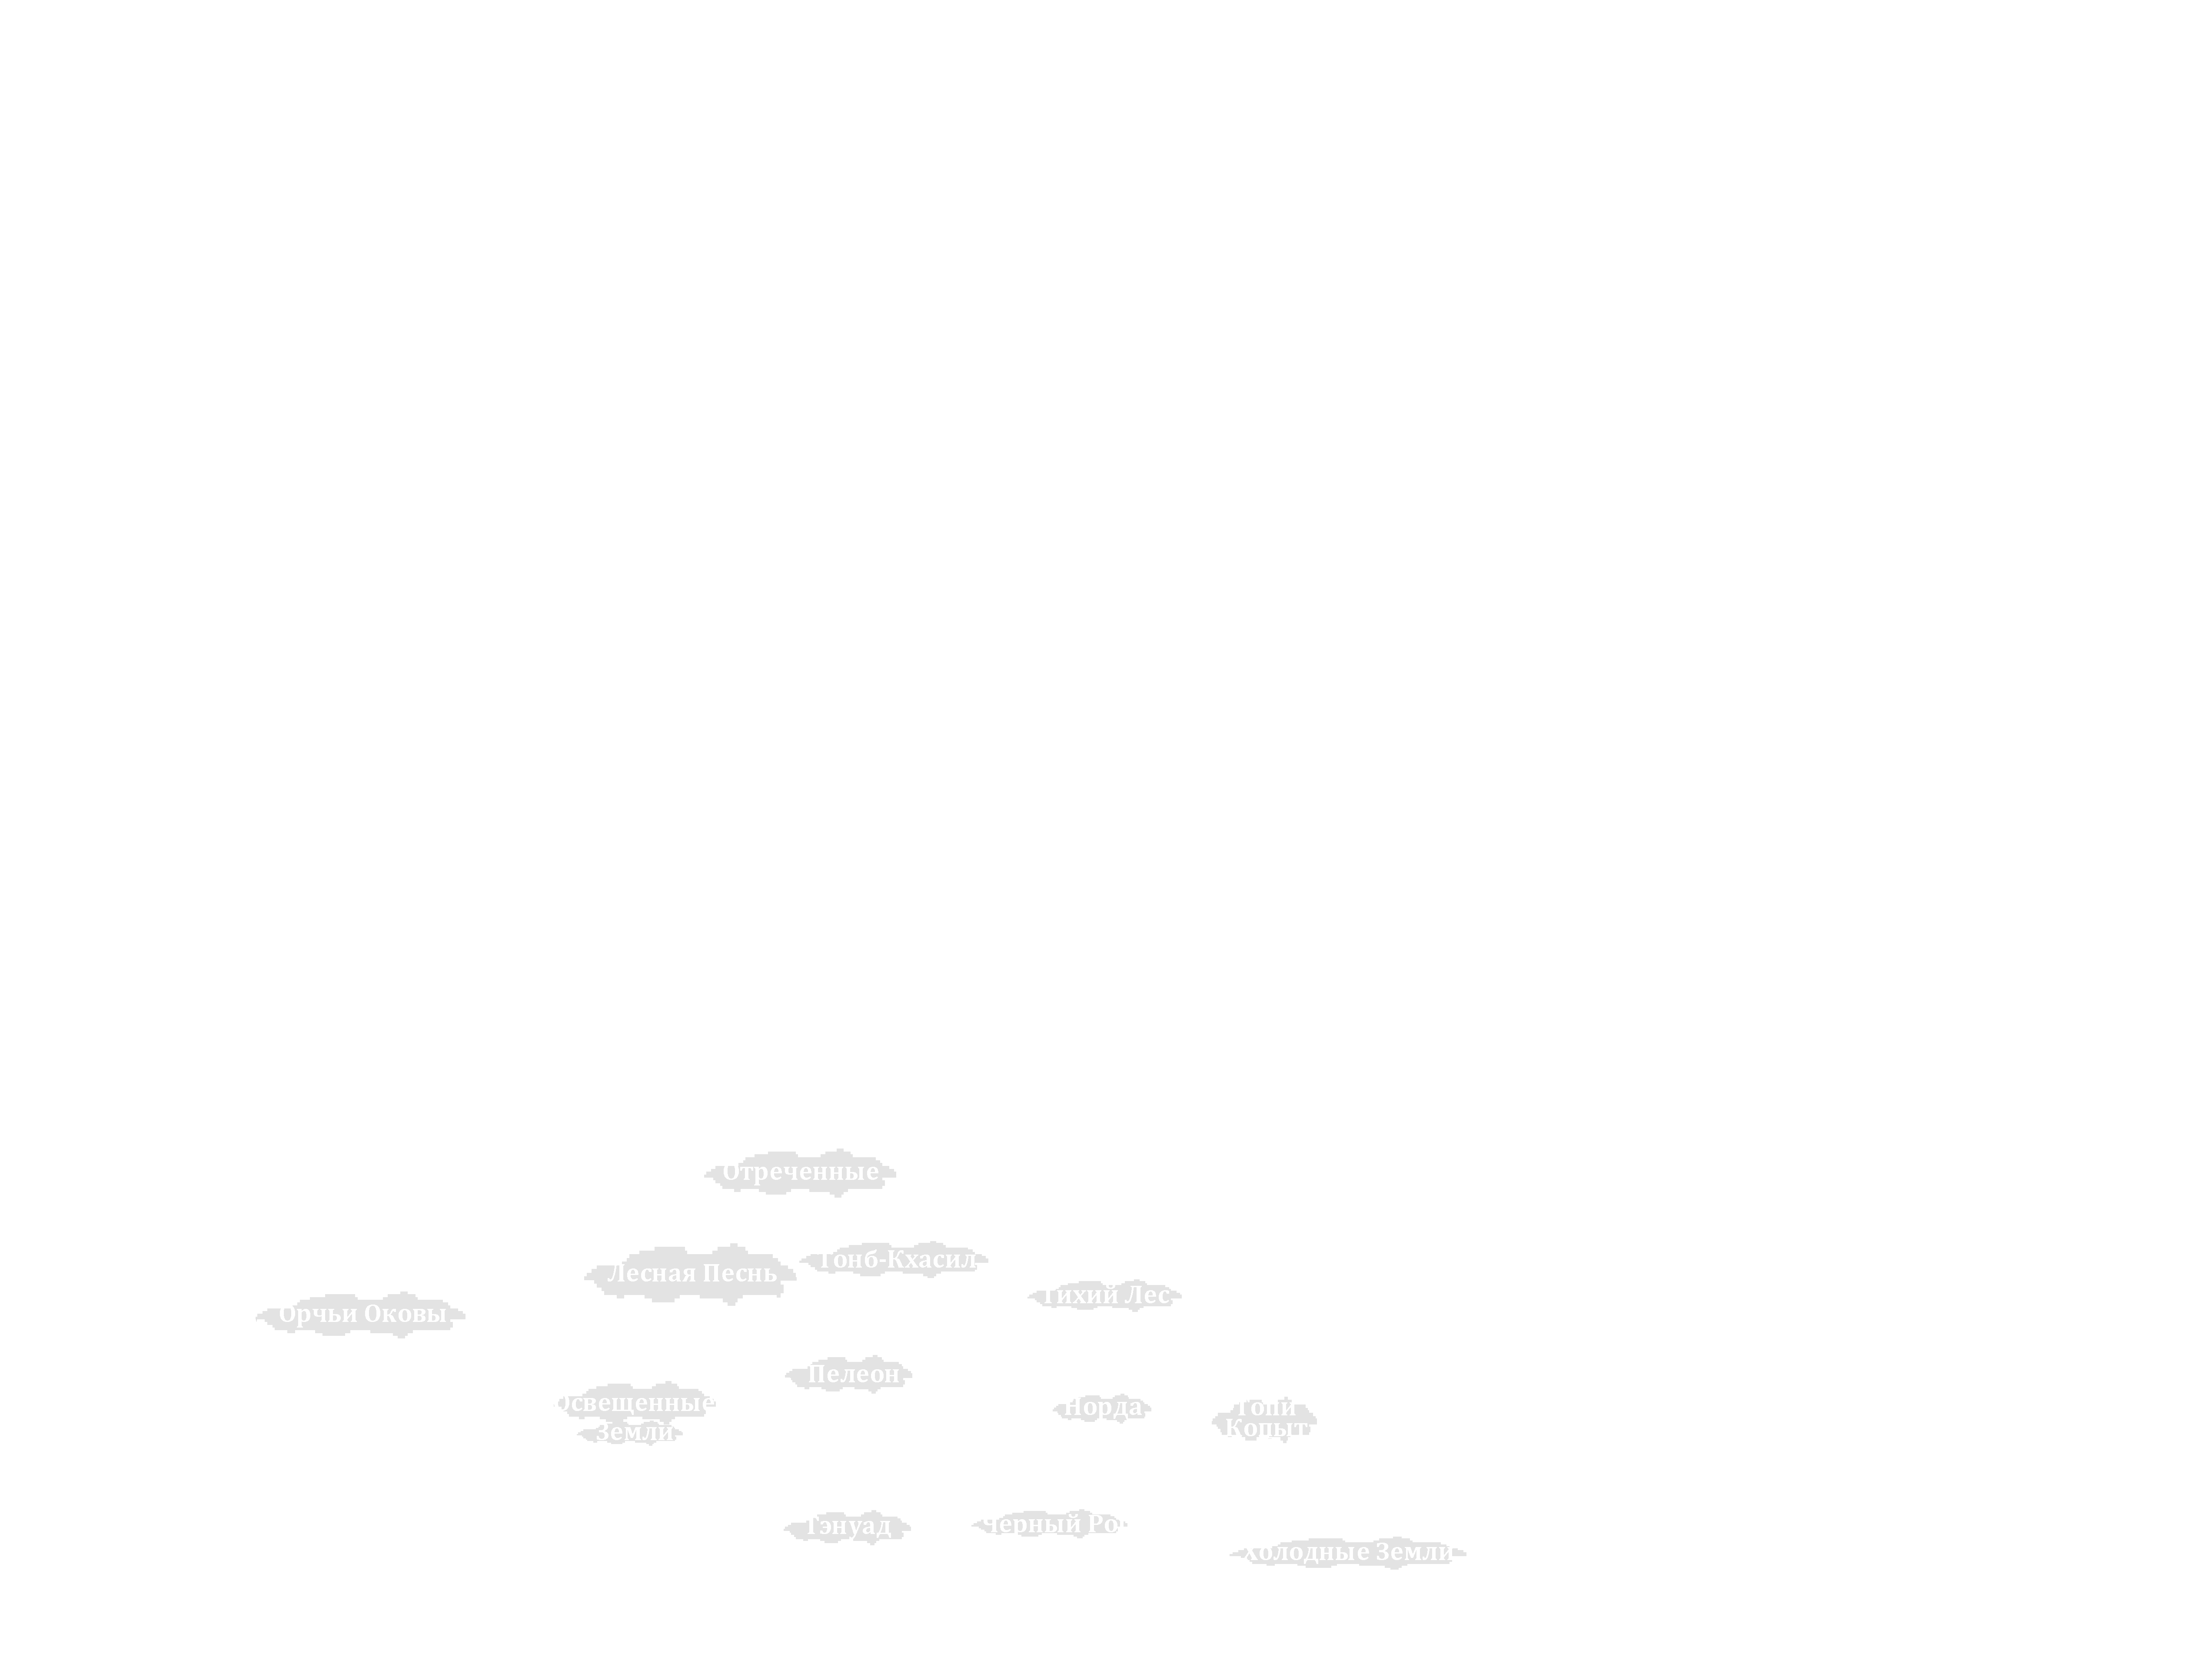 Отреченные
Лесная Песнь
Тонб-Кхасил
Тихий Лес
Орчьи Оковы
Пелеон
Освещенные
Земли
Норда
Топи
Копыт
Тэнуад
Черный Рог
Холодные Земли